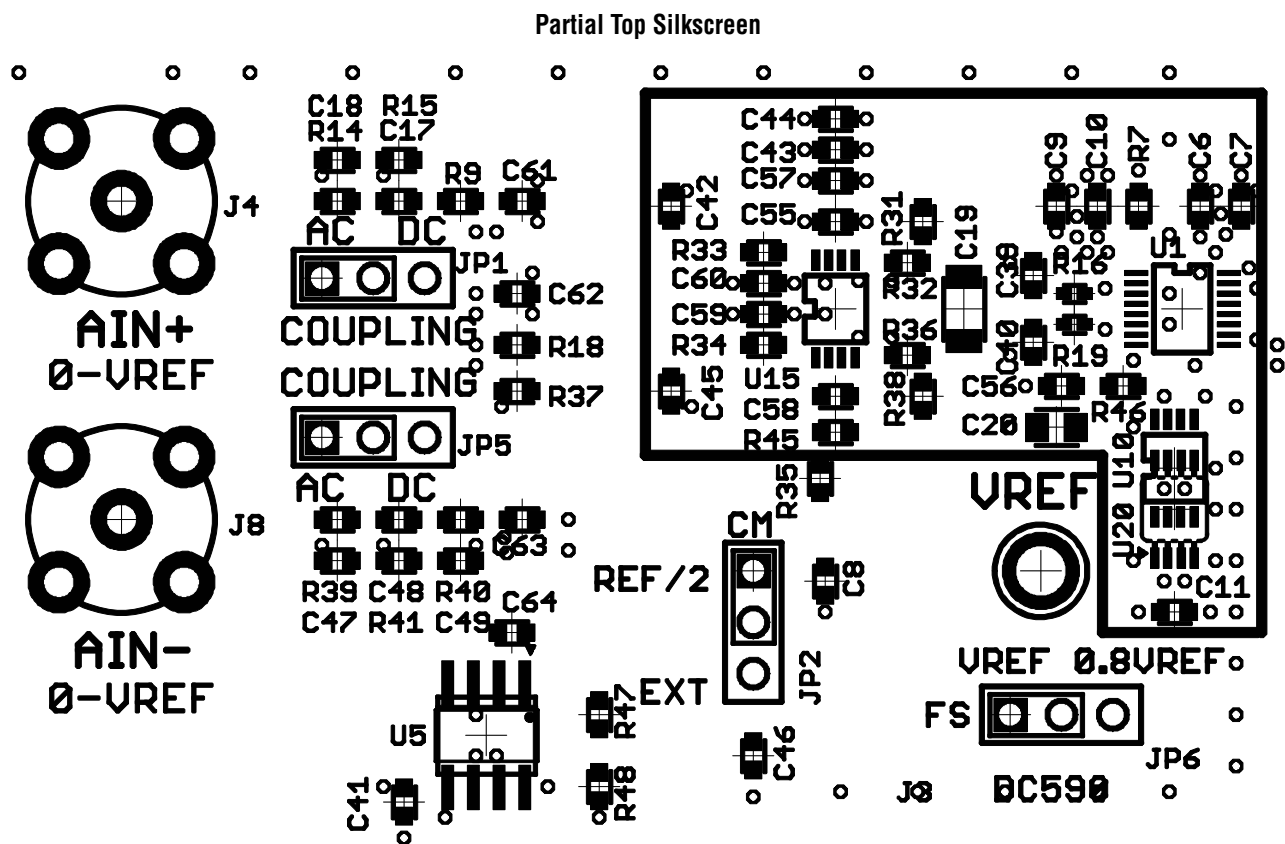 Partial Top Silkscreen
C18 R15
R14 C17
R9
C61
J4
AC DC
JP1
C62
AIN+
0-VREF
COUPLING
R18
COUPLING
R37
JP5
AC DC
J8
C63
R39 C48 R40
C47 R41 C49
C64
AIN-
0-VREF
U5
C41
R47
R48
C44
C43
C57
C55
C42
R33
C60
C59
R34
C45
U15
C58
R45
R35
R31
R32
R36
R38
C19
C39
C40
C9
C10
R7
C6
C7
U1
R16
R19
C56
R46
C20
U10
U20
VREF
C11
CM
REF/2
C8
EXT
JP2
C46
VREF 0.8VREF
FS
JP6
J3
DC590